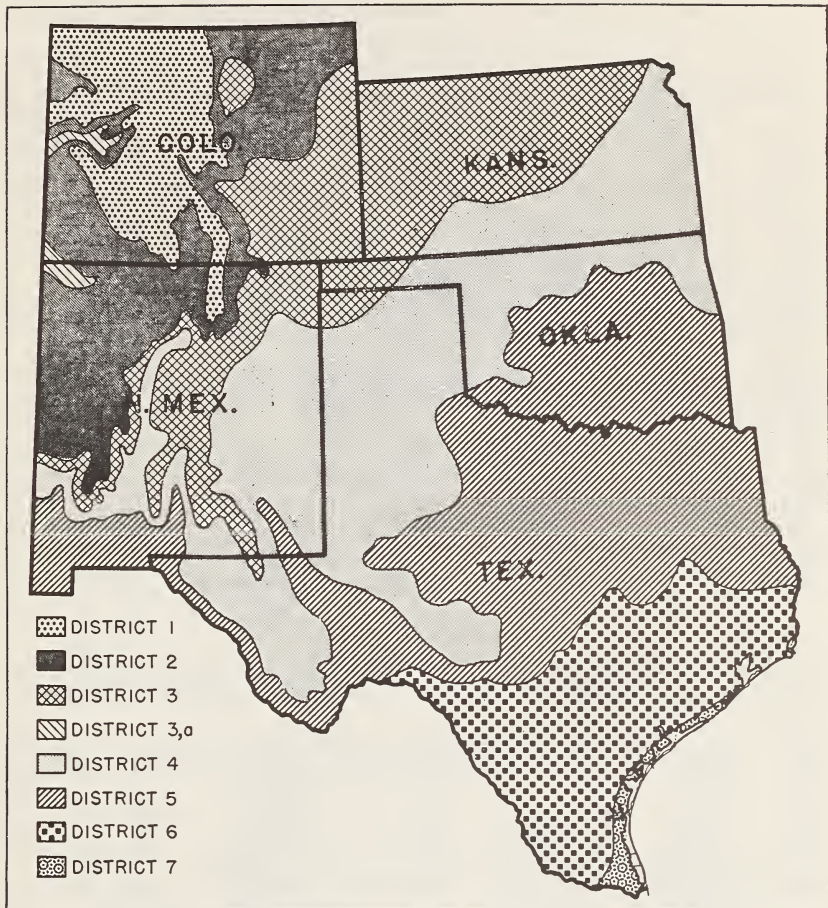 COLO.
KANS.
OKLA.
N. MEX.
TEX.
DISTRICT 1
DISTRICT 2
DISTRICT 3
DISTRICT 3,a
DISTRICT 4
DISTRICT 5
DISTRICT 6
DISTRICT 7